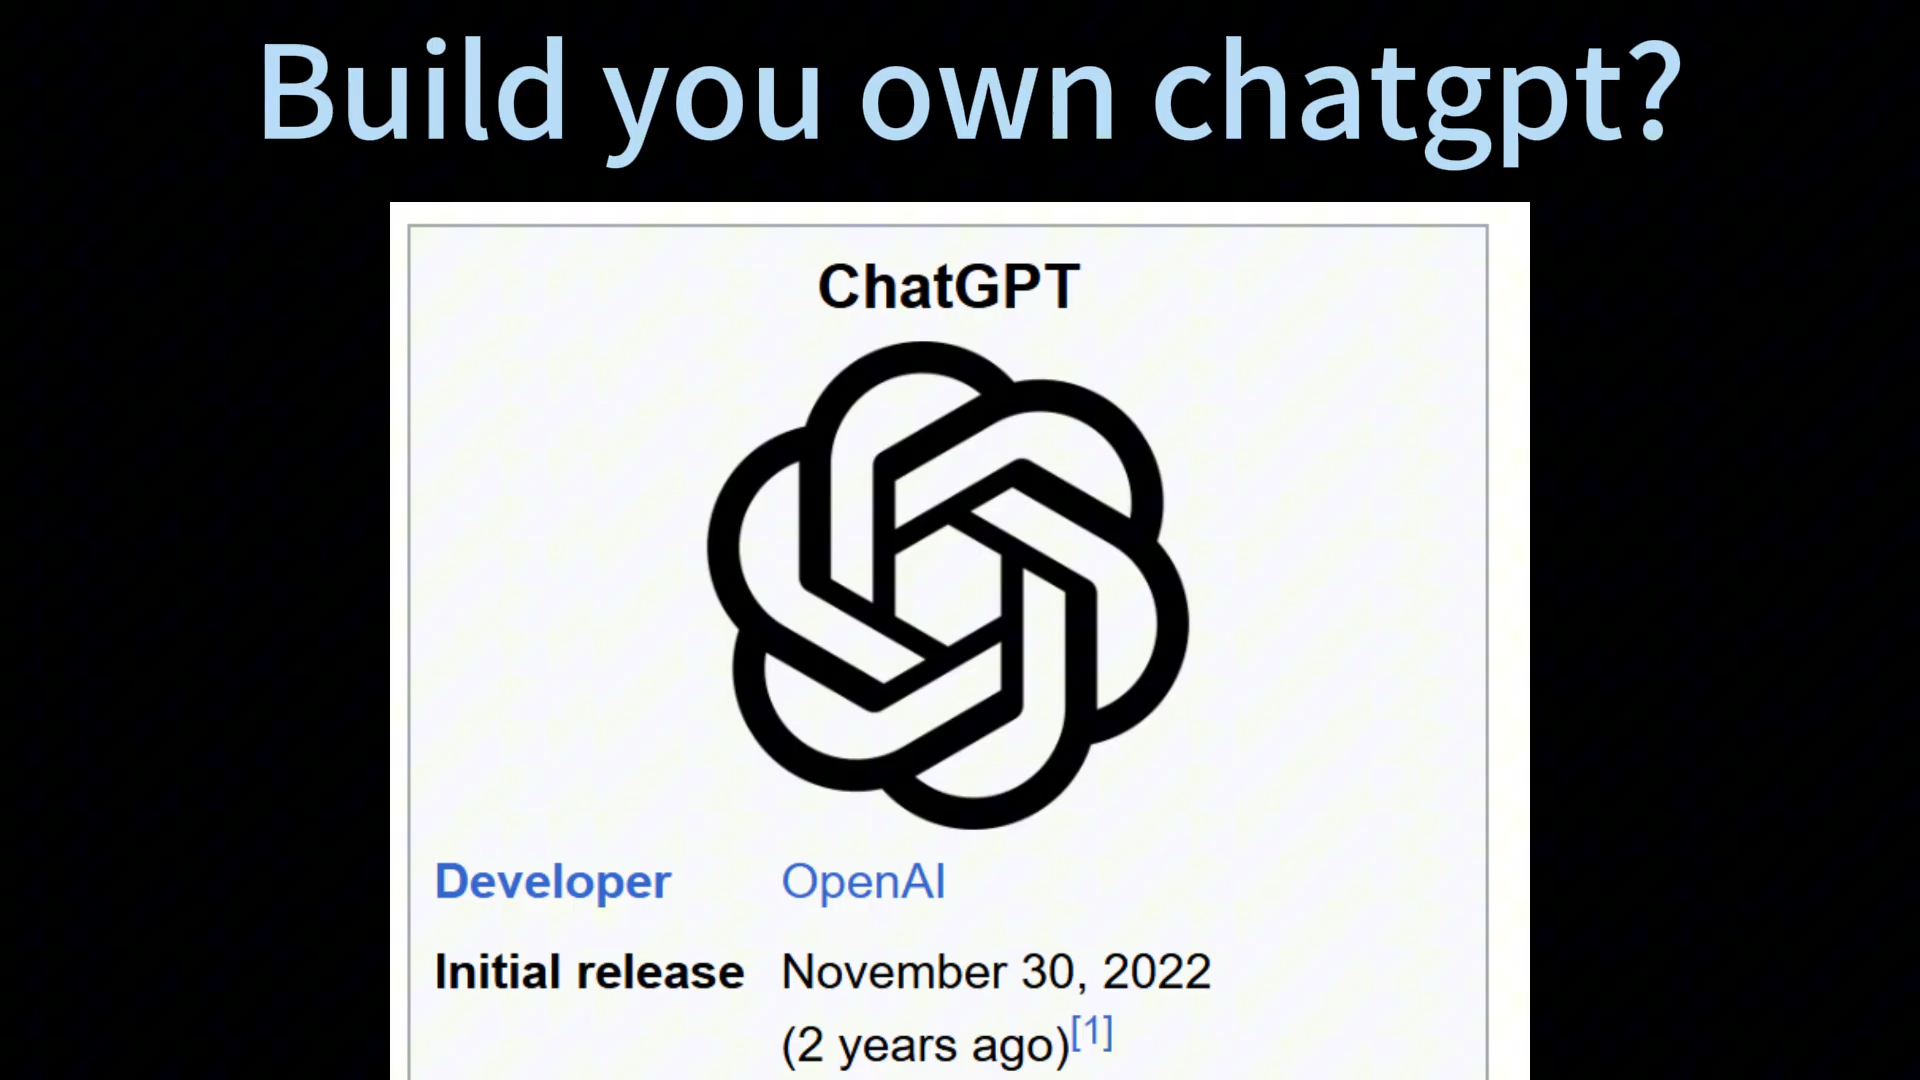 Build you own chatgpt?
ChatGPT
Developer OpenAI
Initial release November 30, 2022
(2 years ago)[1]